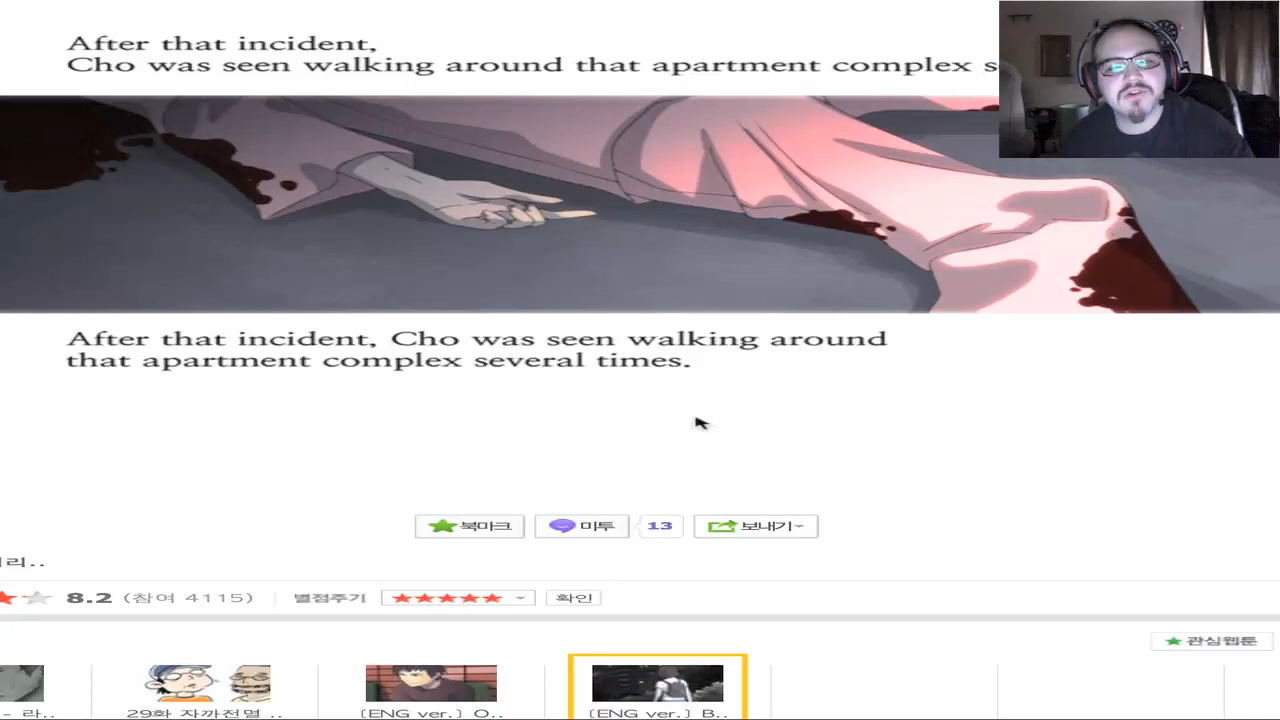 After that incident,
Cho was seen walking around that apartment complex s
After that incident, Cho was seen walking around
that apartment complex several times.
북마크 미투 13 보내기
리..
8.2 (참여 4115) 별점주기 확인
관심웹툰
- 라.. 29화 자까전멸 .. [ENG ver.] O.. [ENG ver.] B..